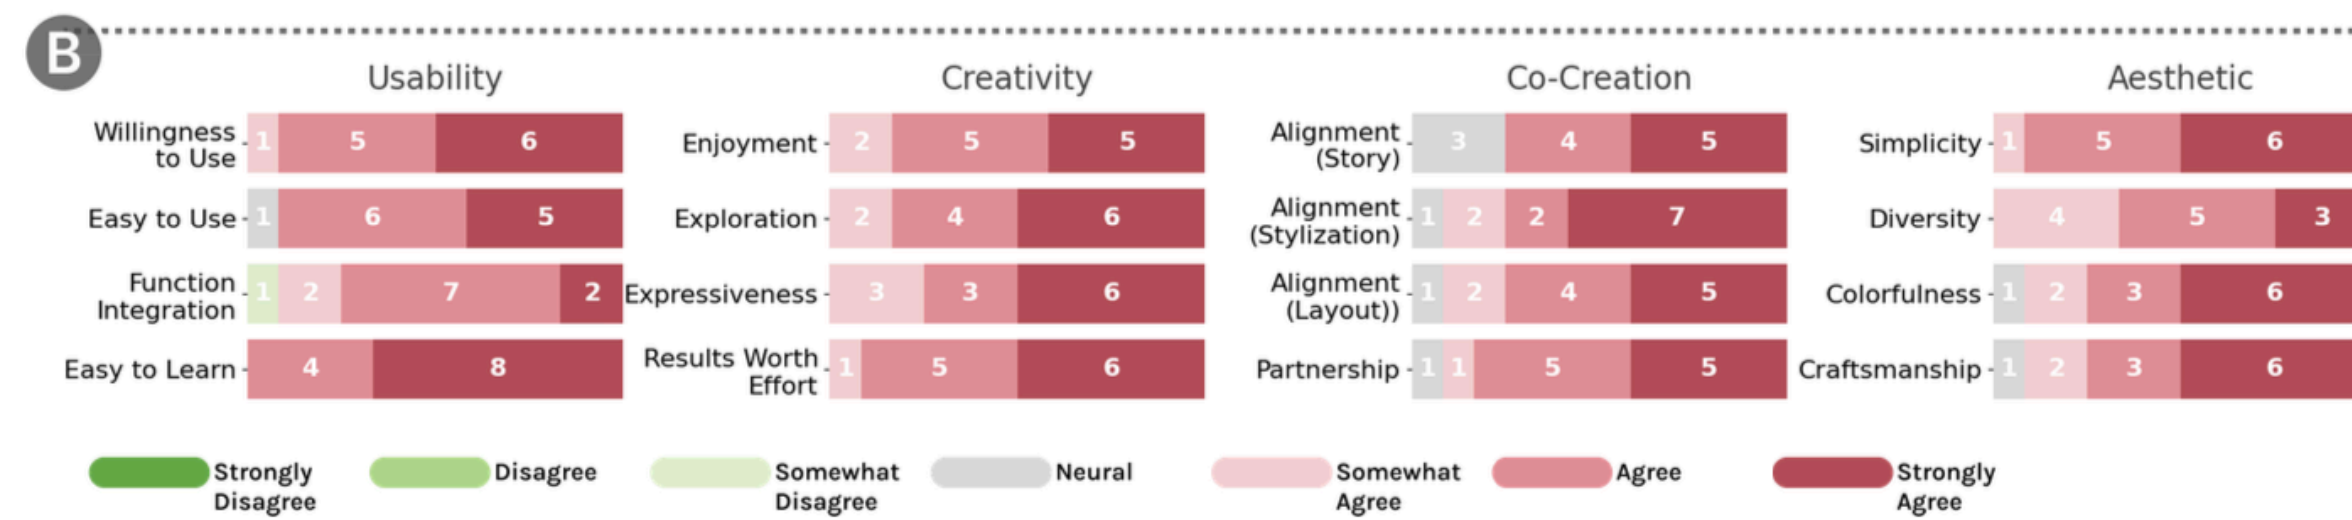 B
Usability
Creativity
Co-Creation
Aesthetic
Willingness
to Use
1 5 6
Enjoyment
2 5 5
Alignment
(Story)
3 4 5
Simplicity
1 5 6
Easy to Use
1 6 5
Exploration
2 4 6
Alignment
(Stylization)
1 2 2 7
Diversity
4 5 3
Function
Integration
1 2 7 2
Expressiveness
3 3 6
Alignment
(Layout))
1 2 4 5
Colorfulness
1 2 3 6
Easy to Learn
4 8
Results Worth
Effort
1 5 6
Partnership
1 1 5 5
Craftsmanship
1 2 3 6
Strongly
Disagree
Disagree
Somewhat
Disagree
Neural
Somewhat
Agree
Agree
Strongly
Agree